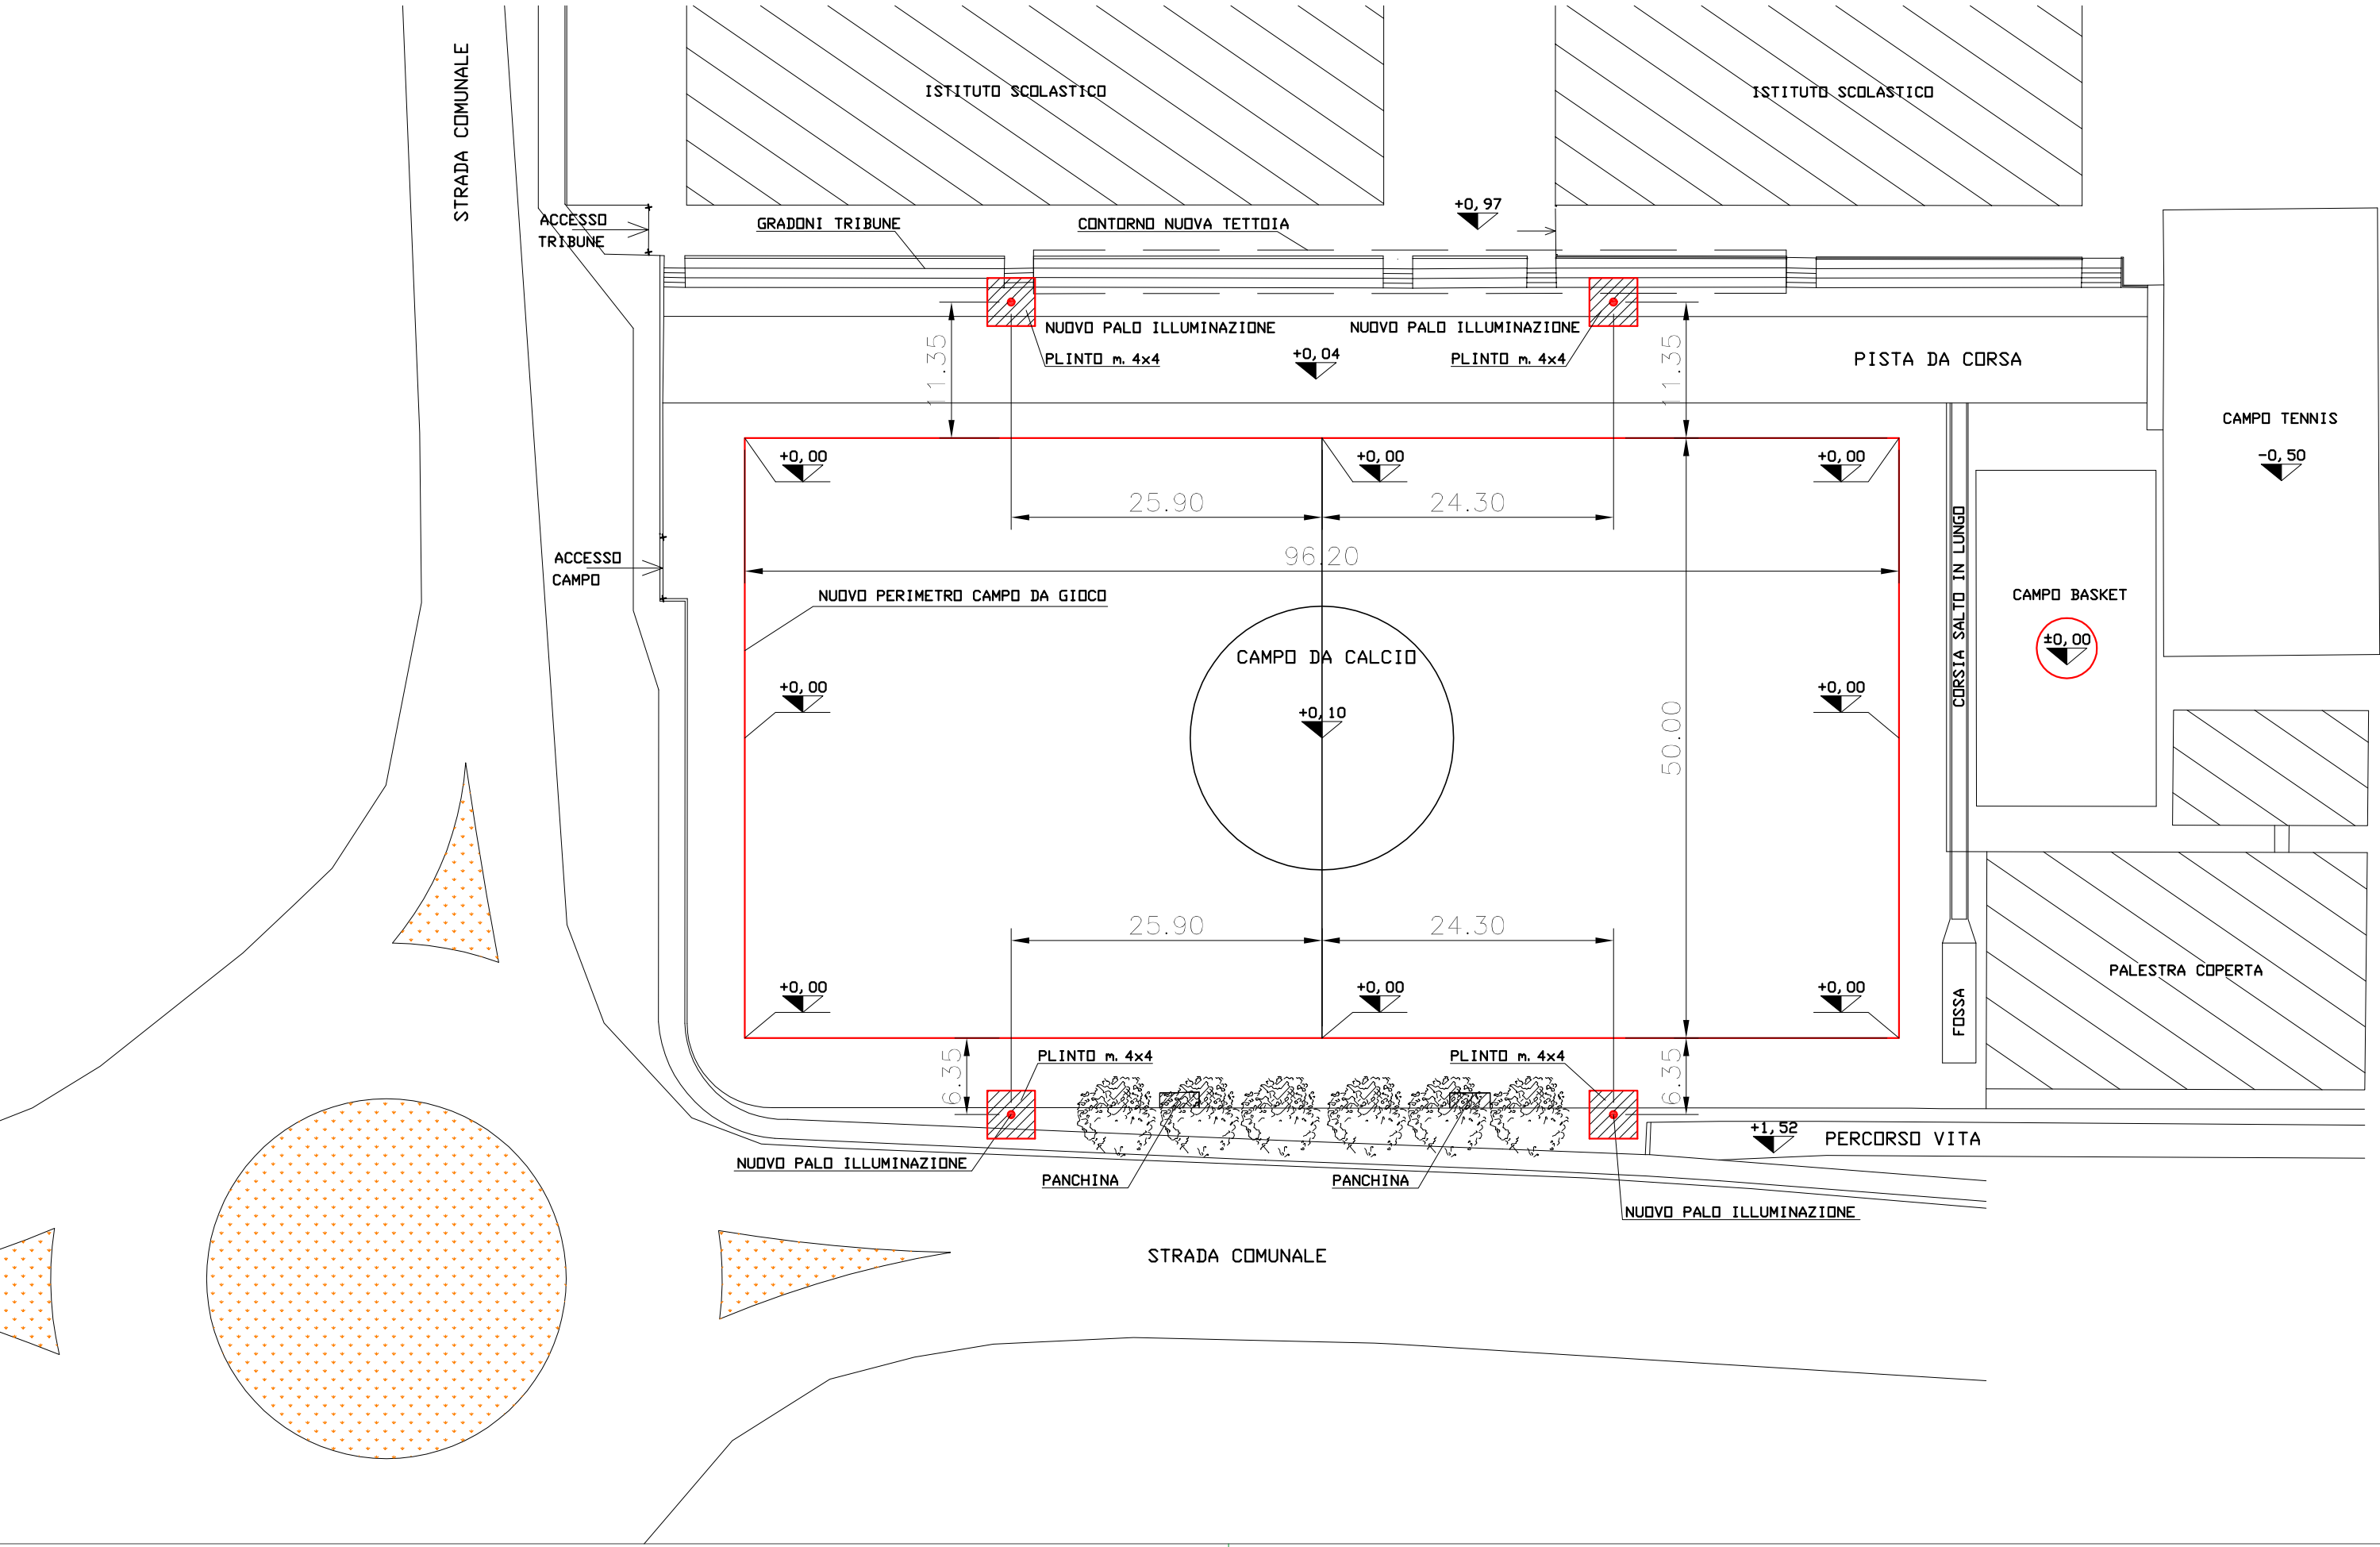 STRADA COMUNALE
ISTITUTO SCOLASTICO
ISTITUTO SCOLASTICO
ACCESSO
TRIBUNE
GRADONI TRIBUNE
CONTORNO NUOVA TETTOIA
+0,97
NUOVO PALO ILLUMINAZIONE
NUOVO PALO ILLUMINAZIONE
PLINTO m. 4x4
+0,04
PLINTO m. 4x4
PISTA DA CORSA
11.35
11.35
CAMPO TENNIS
-0,50
+0,00
+0,00
+0,00
25.90
24.30
96.20
ACCESSO
CAMPO
NUOVO PERIMETRO CAMPO DA GIOCO
CORSIA SALTO IN LUNGO
CAMPO BASKET
±0,00
CAMPO DA CALCIO
+0,00
+0,10
+0,00
50.00
25.90
24.30
PALESTRA COPERTA
+0,00
+0,00
+0,00
FOSSA
6.35
PLINTO m. 4x4
PLINTO m. 4x4
6.35
+1,52
PERCORSO VITA
NUOVO PALO ILLUMINAZIONE
PANCHINA
PANCHINA
NUOVO PALO ILLUMINAZIONE
STRADA COMUNALE